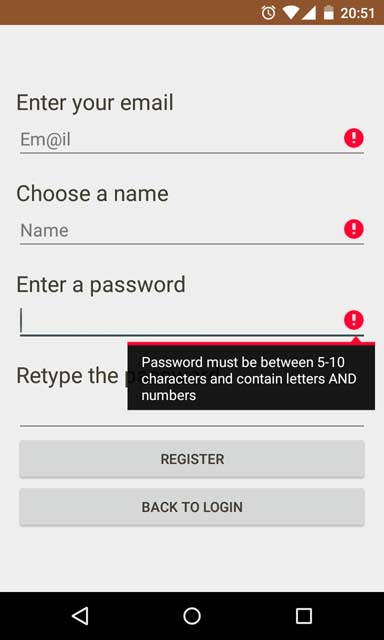 20:51
Enter your email
Em@il
Choose a name
Name
Enter a password
Password must be between 5-10
characters and contain letters AND
numbers
Retype the password
REGISTER
BACK TO LOGIN